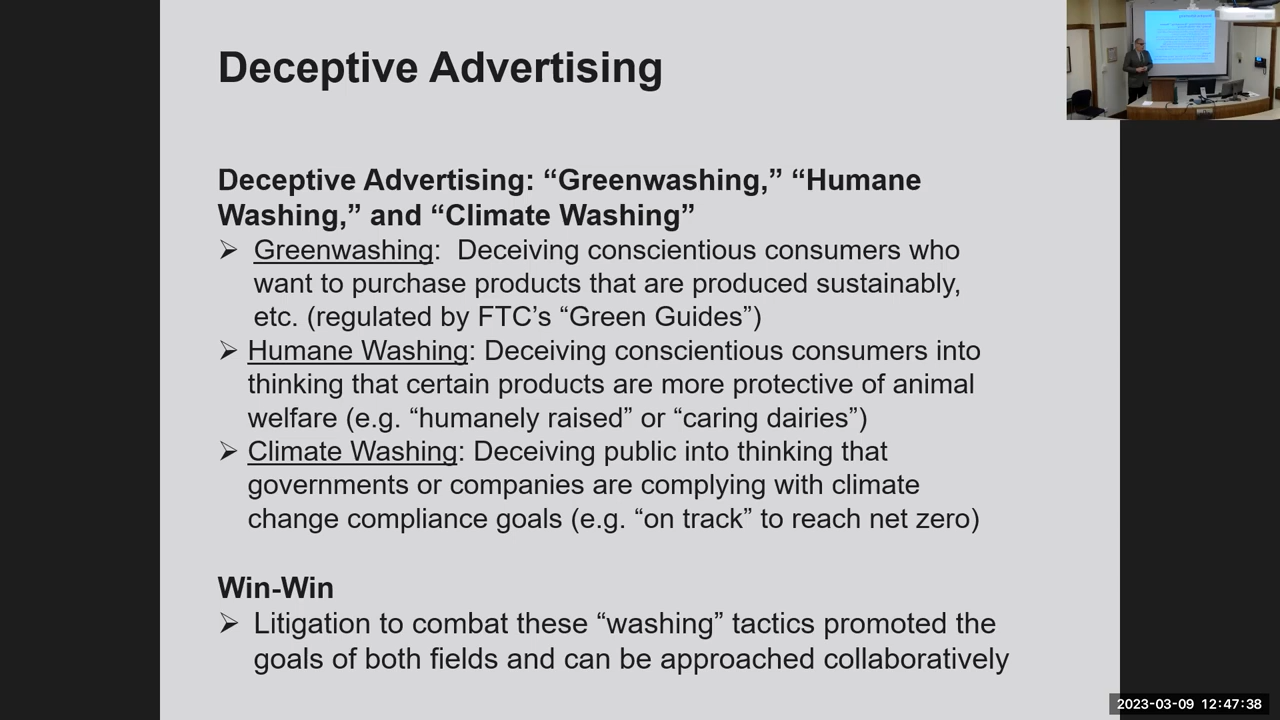 Deceptive Advertising
Deceptive Advertising: “Greenwashing,” “Humane
Washing,” and “Climate Washing”
➢ Greenwashing:  Deceiving conscientious consumers who
want to purchase products that are produced sustainably,
etc. (regulated by FTC’s “Green Guides”)
➢ Humane Washing: Deceiving conscientious consumers into
thinking that certain products are more protective of animal
welfare (e.g. “humanely raised” or “caring dairies”)
➢ Climate Washing: Deceiving public into thinking that
governments or companies are complying with climate
change compliance goals (e.g. “on track” to reach net zero)
Win-Win
➢ Litigation to combat these “washing” tactics promoted the
goals of both fields and can be approached collaboratively
2023-03-09 12:47:38